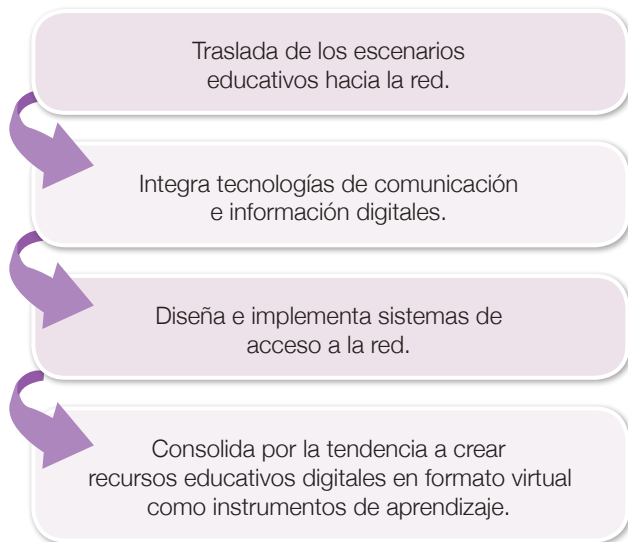 Traslada de los escenarios
educativos hacia la red.
Integra tecnologías de comunicación
e información digitales.
Diseña e implementa sistemas de
acceso a la red.
Consolida por la tendencia a crear
recursos educativos digitales en formato virtual
como instrumentos de aprendizaje.